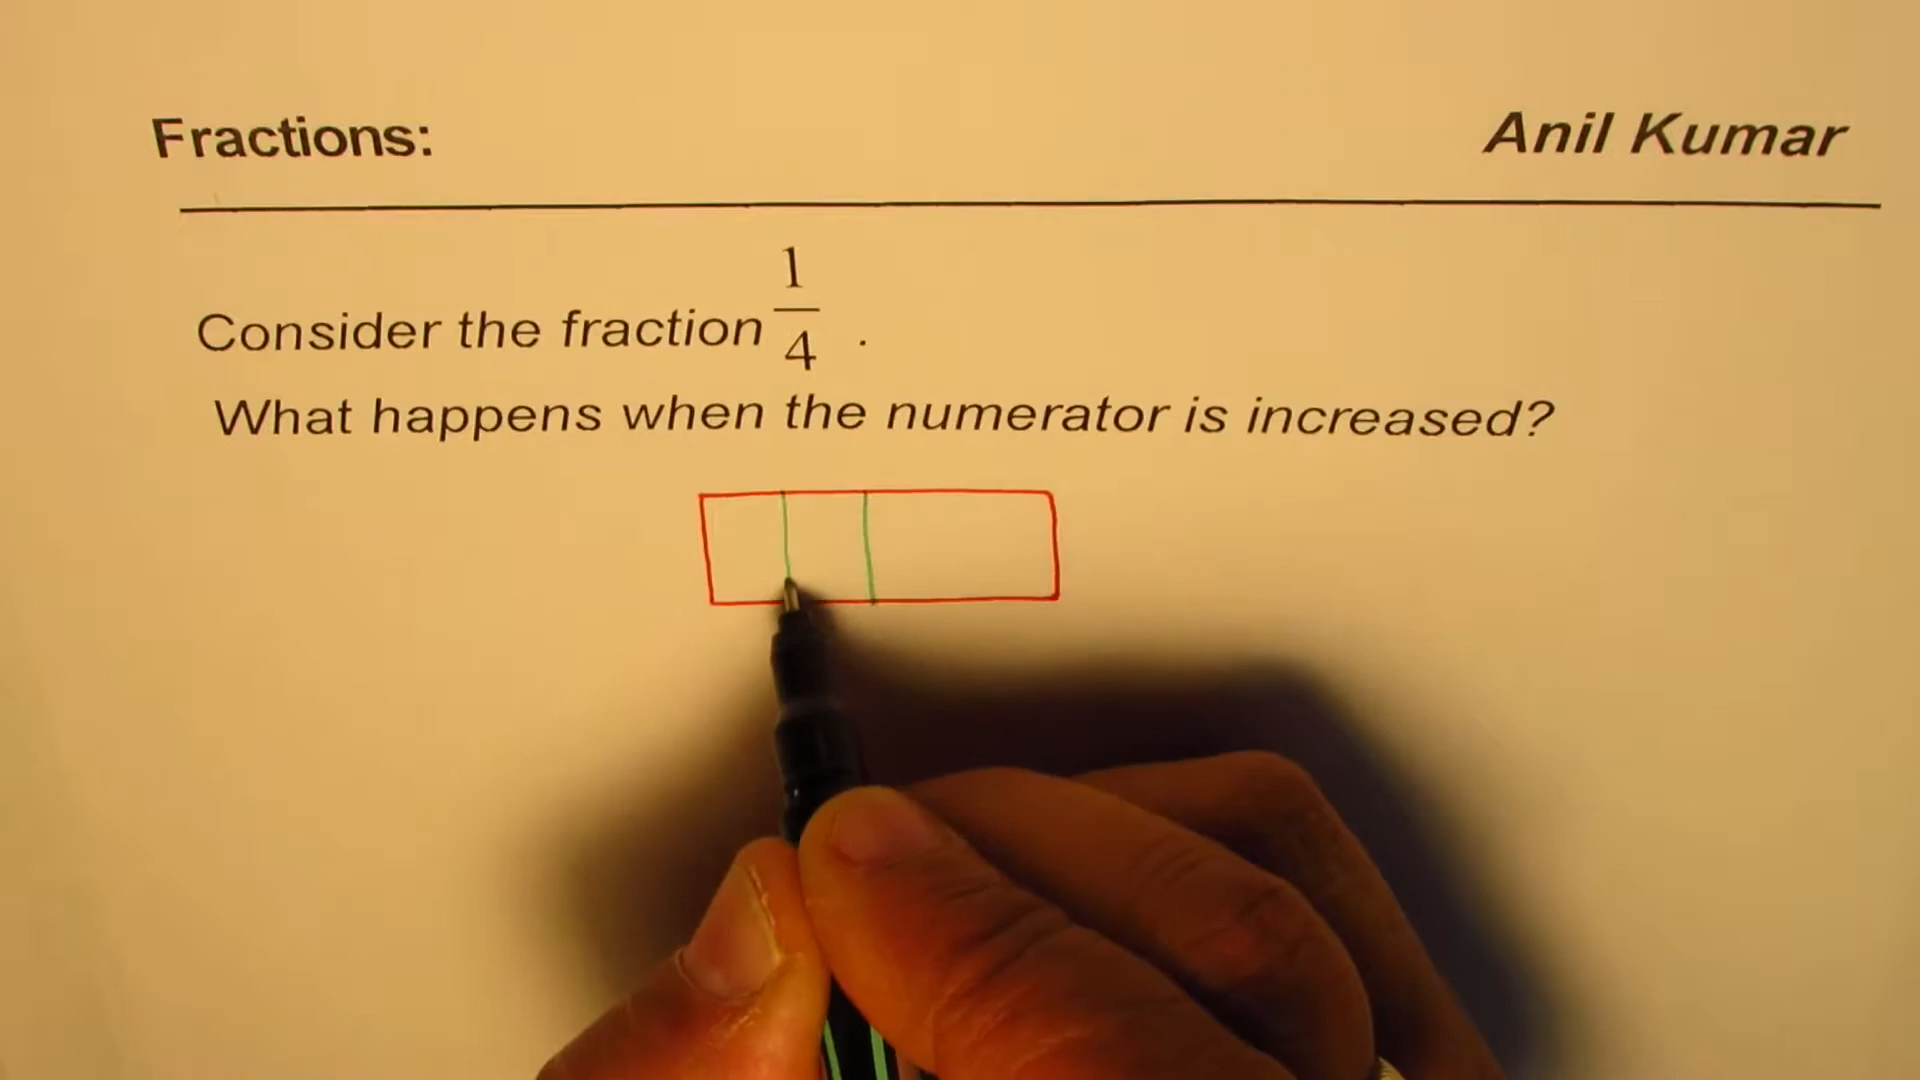 Fractions: Anil Kumar
Consider the fraction 1/4 .
What happens when the numerator is increased?